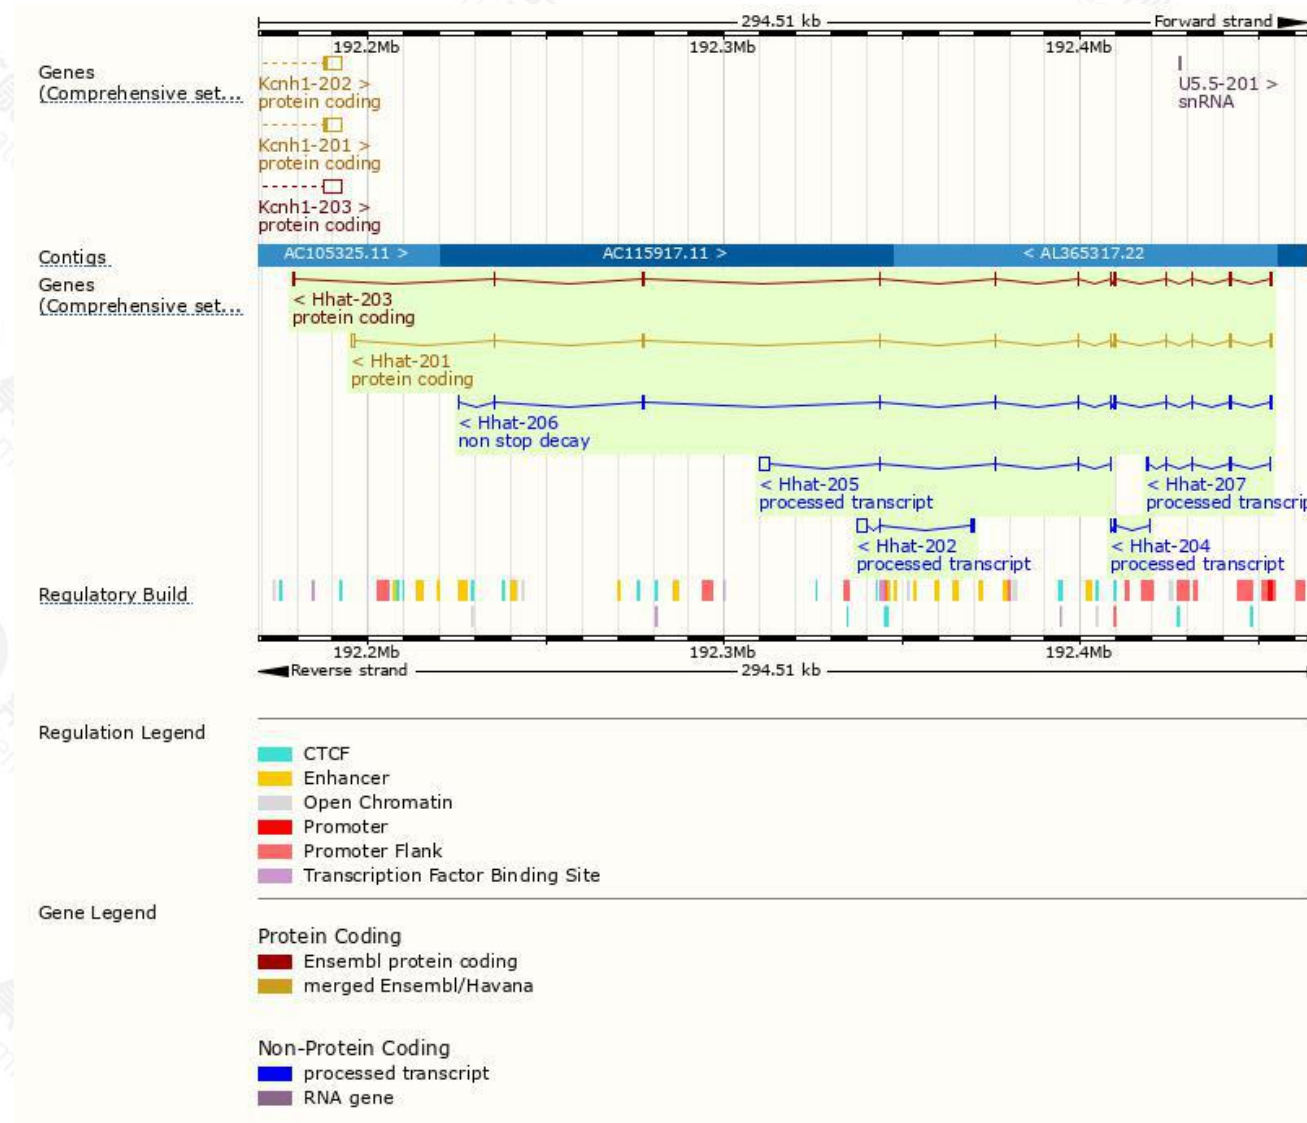 294.51 kb Forward strand
192.2Mb 192.3Mb 192.4Mb
Genes
(Comprehensive set...
Kcnh1-202 >
protein coding
U5.5-201 >
snRNA
Kcnh1-201 >
protein coding
Kcnh1-203 >
protein coding
Contigs
AC105325.11 > AC115917.11 > < AL365317.22
Genes
(Comprehensive set...
< Hhat-203
protein coding
< Hhat-201
protein coding
< Hhat-206
non stop decay
< Hhat-205 < Hhat-207
processed transcript processed transcrip
< Hhat-202 < Hhat-204
processed transcript processed transcript
Regulatory Build
192.2Mb 192.3Mb 192.4Mb
Reverse strand 294.51 kb
Regulation Legend
CTCF
Enhancer
Open Chromatin
Promoter
Promoter Flank
Transcription Factor Binding Site
Gene Legend
Protein Coding
Ensembl protein coding
merged Ensembl/Havana
Non-Protein Coding
processed transcript
RNA gene